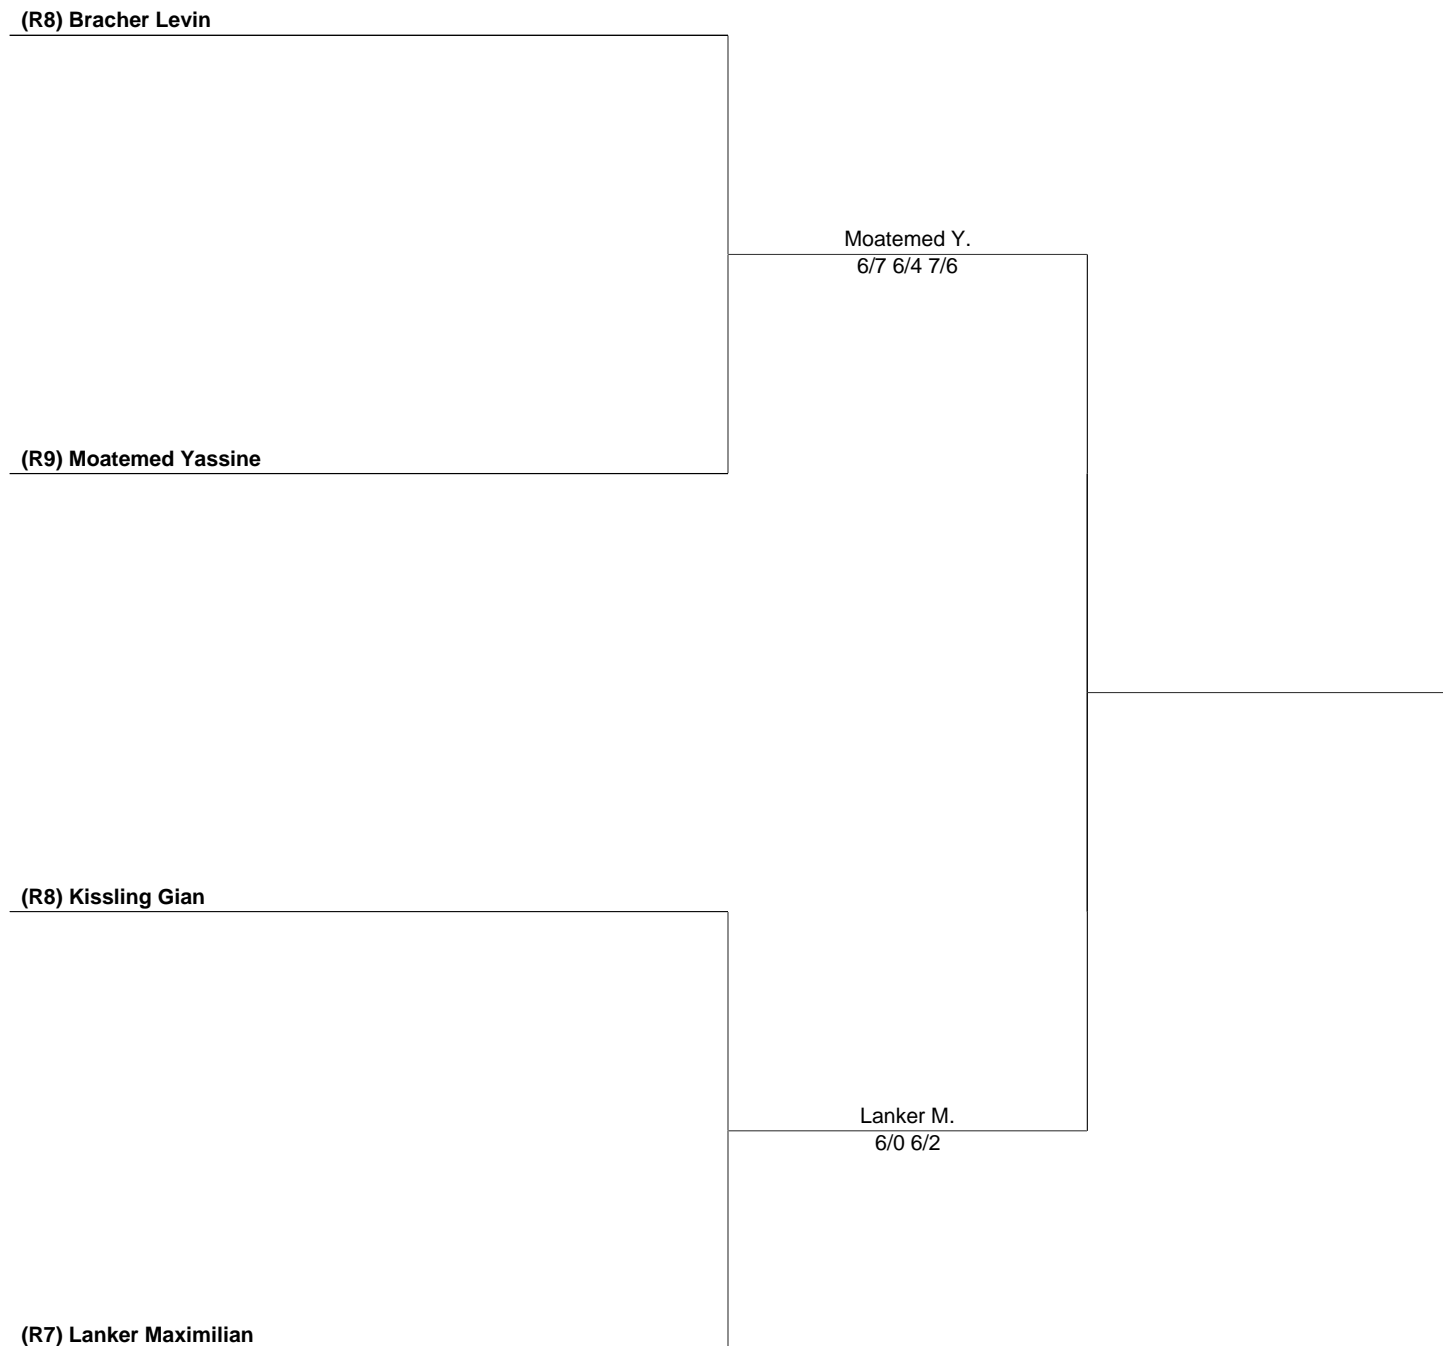 (R8) Bracher Levin
Moatemed Y.
6/7 6/4 7/6
(R9) Moatemed Yassine
(R8) Kissling Gian
Lanker M.
6/0 6/2
(R7) Lanker Maximilian